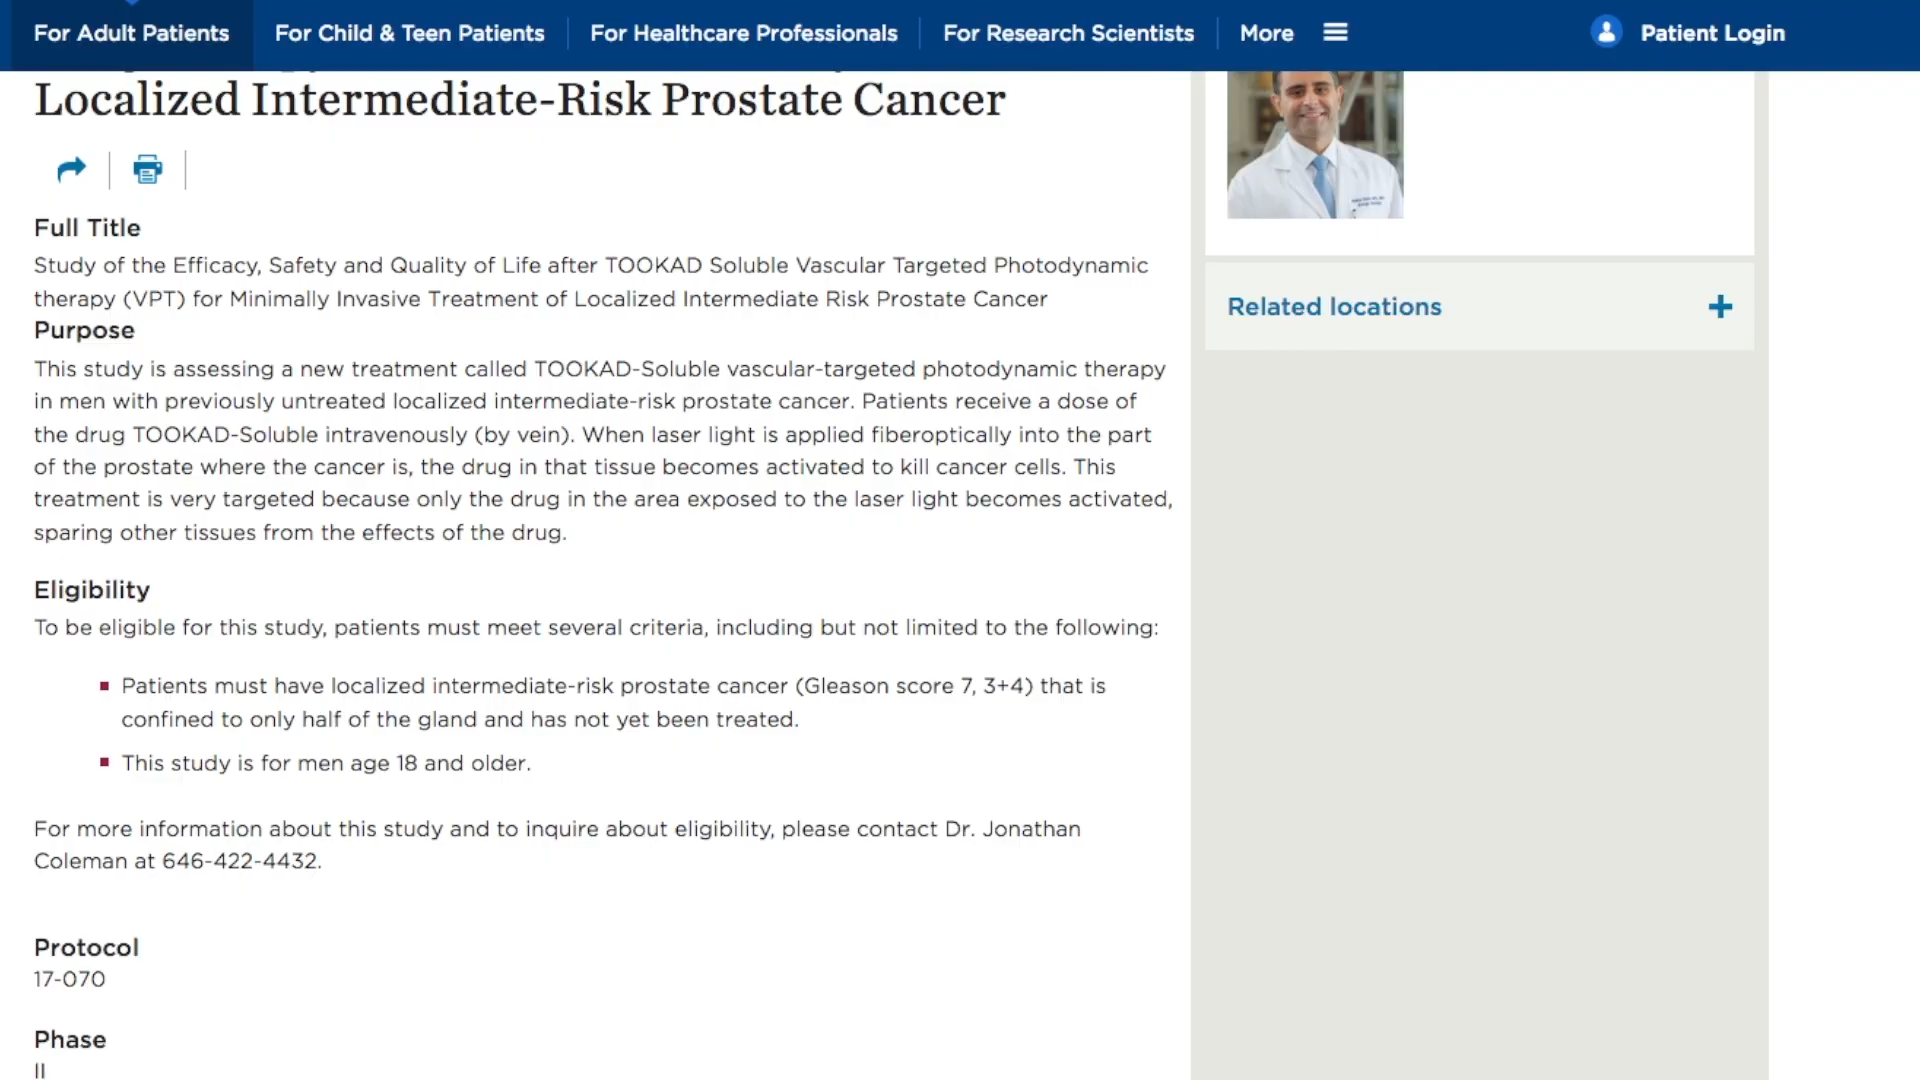 For Adult Patients
For Child & Teen Patients
For Healthcare Professionals
For Research Scientists
More
Patient Login
Localized Intermediate-Risk Prostate Cancer
Full Title
Study of the Efficacy, Safety and Quality of Life after TOOKAD Soluble Vascular Targeted Photodynamic
therapy (VPT) for Minimally Invasive Treatment of Localized Intermediate Risk Prostate Cancer
Purpose
This study is assessing a new treatment called TOOKAD-Soluble vascular-targeted photodynamic therapy
in men with previously untreated localized intermediate-risk prostate cancer. Patients receive a dose of
the drug TOOKAD-Soluble intravenously (by vein). When laser light is applied fiberoptically into the part
of the prostate where the cancer is, the drug in that tissue becomes activated to kill cancer cells. This
treatment is very targeted because only the drug in the area exposed to the laser light becomes activated,
sparing other tissues from the effects of the drug.
Eligibility
To be eligible for this study, patients must meet several criteria, including but not limited to the following:
Patients must have localized intermediate-risk prostate cancer (Gleason score 7, 3+4) that is
confined to only half of the gland and has not yet been treated.
This study is for men age 18 and older.
For more information about this study and to inquire about eligibility, please contact Dr. Jonathan
Coleman at 646-422-4432.
Protocol
17-070
Phase
II
Related locations